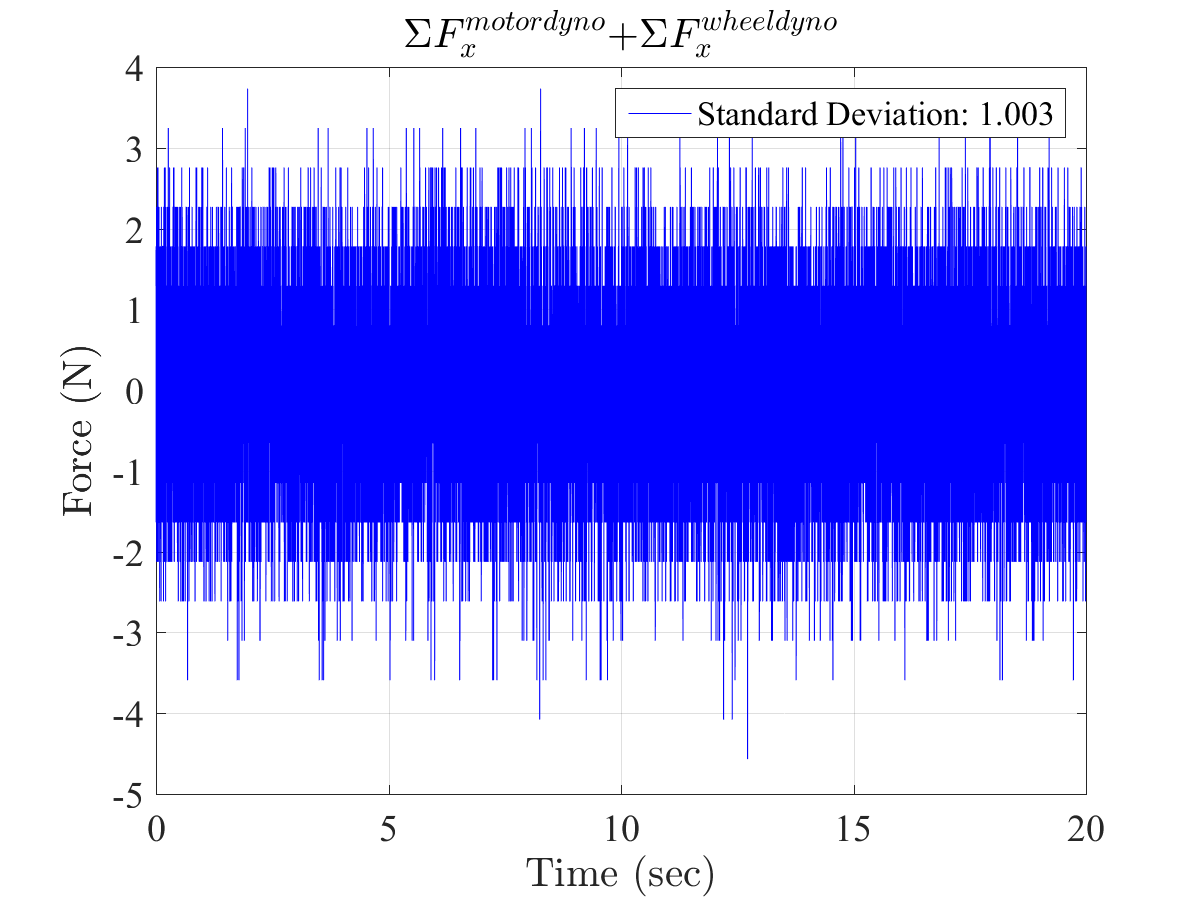 ΣF_x^{motordyno}+ΣF_x^{wheeldyno}
Standard Deviation: 1.003
4
3
2
1
0
-1
-2
-3
-4
-5
Force (N)
0 5 10 15 20
Time (sec)